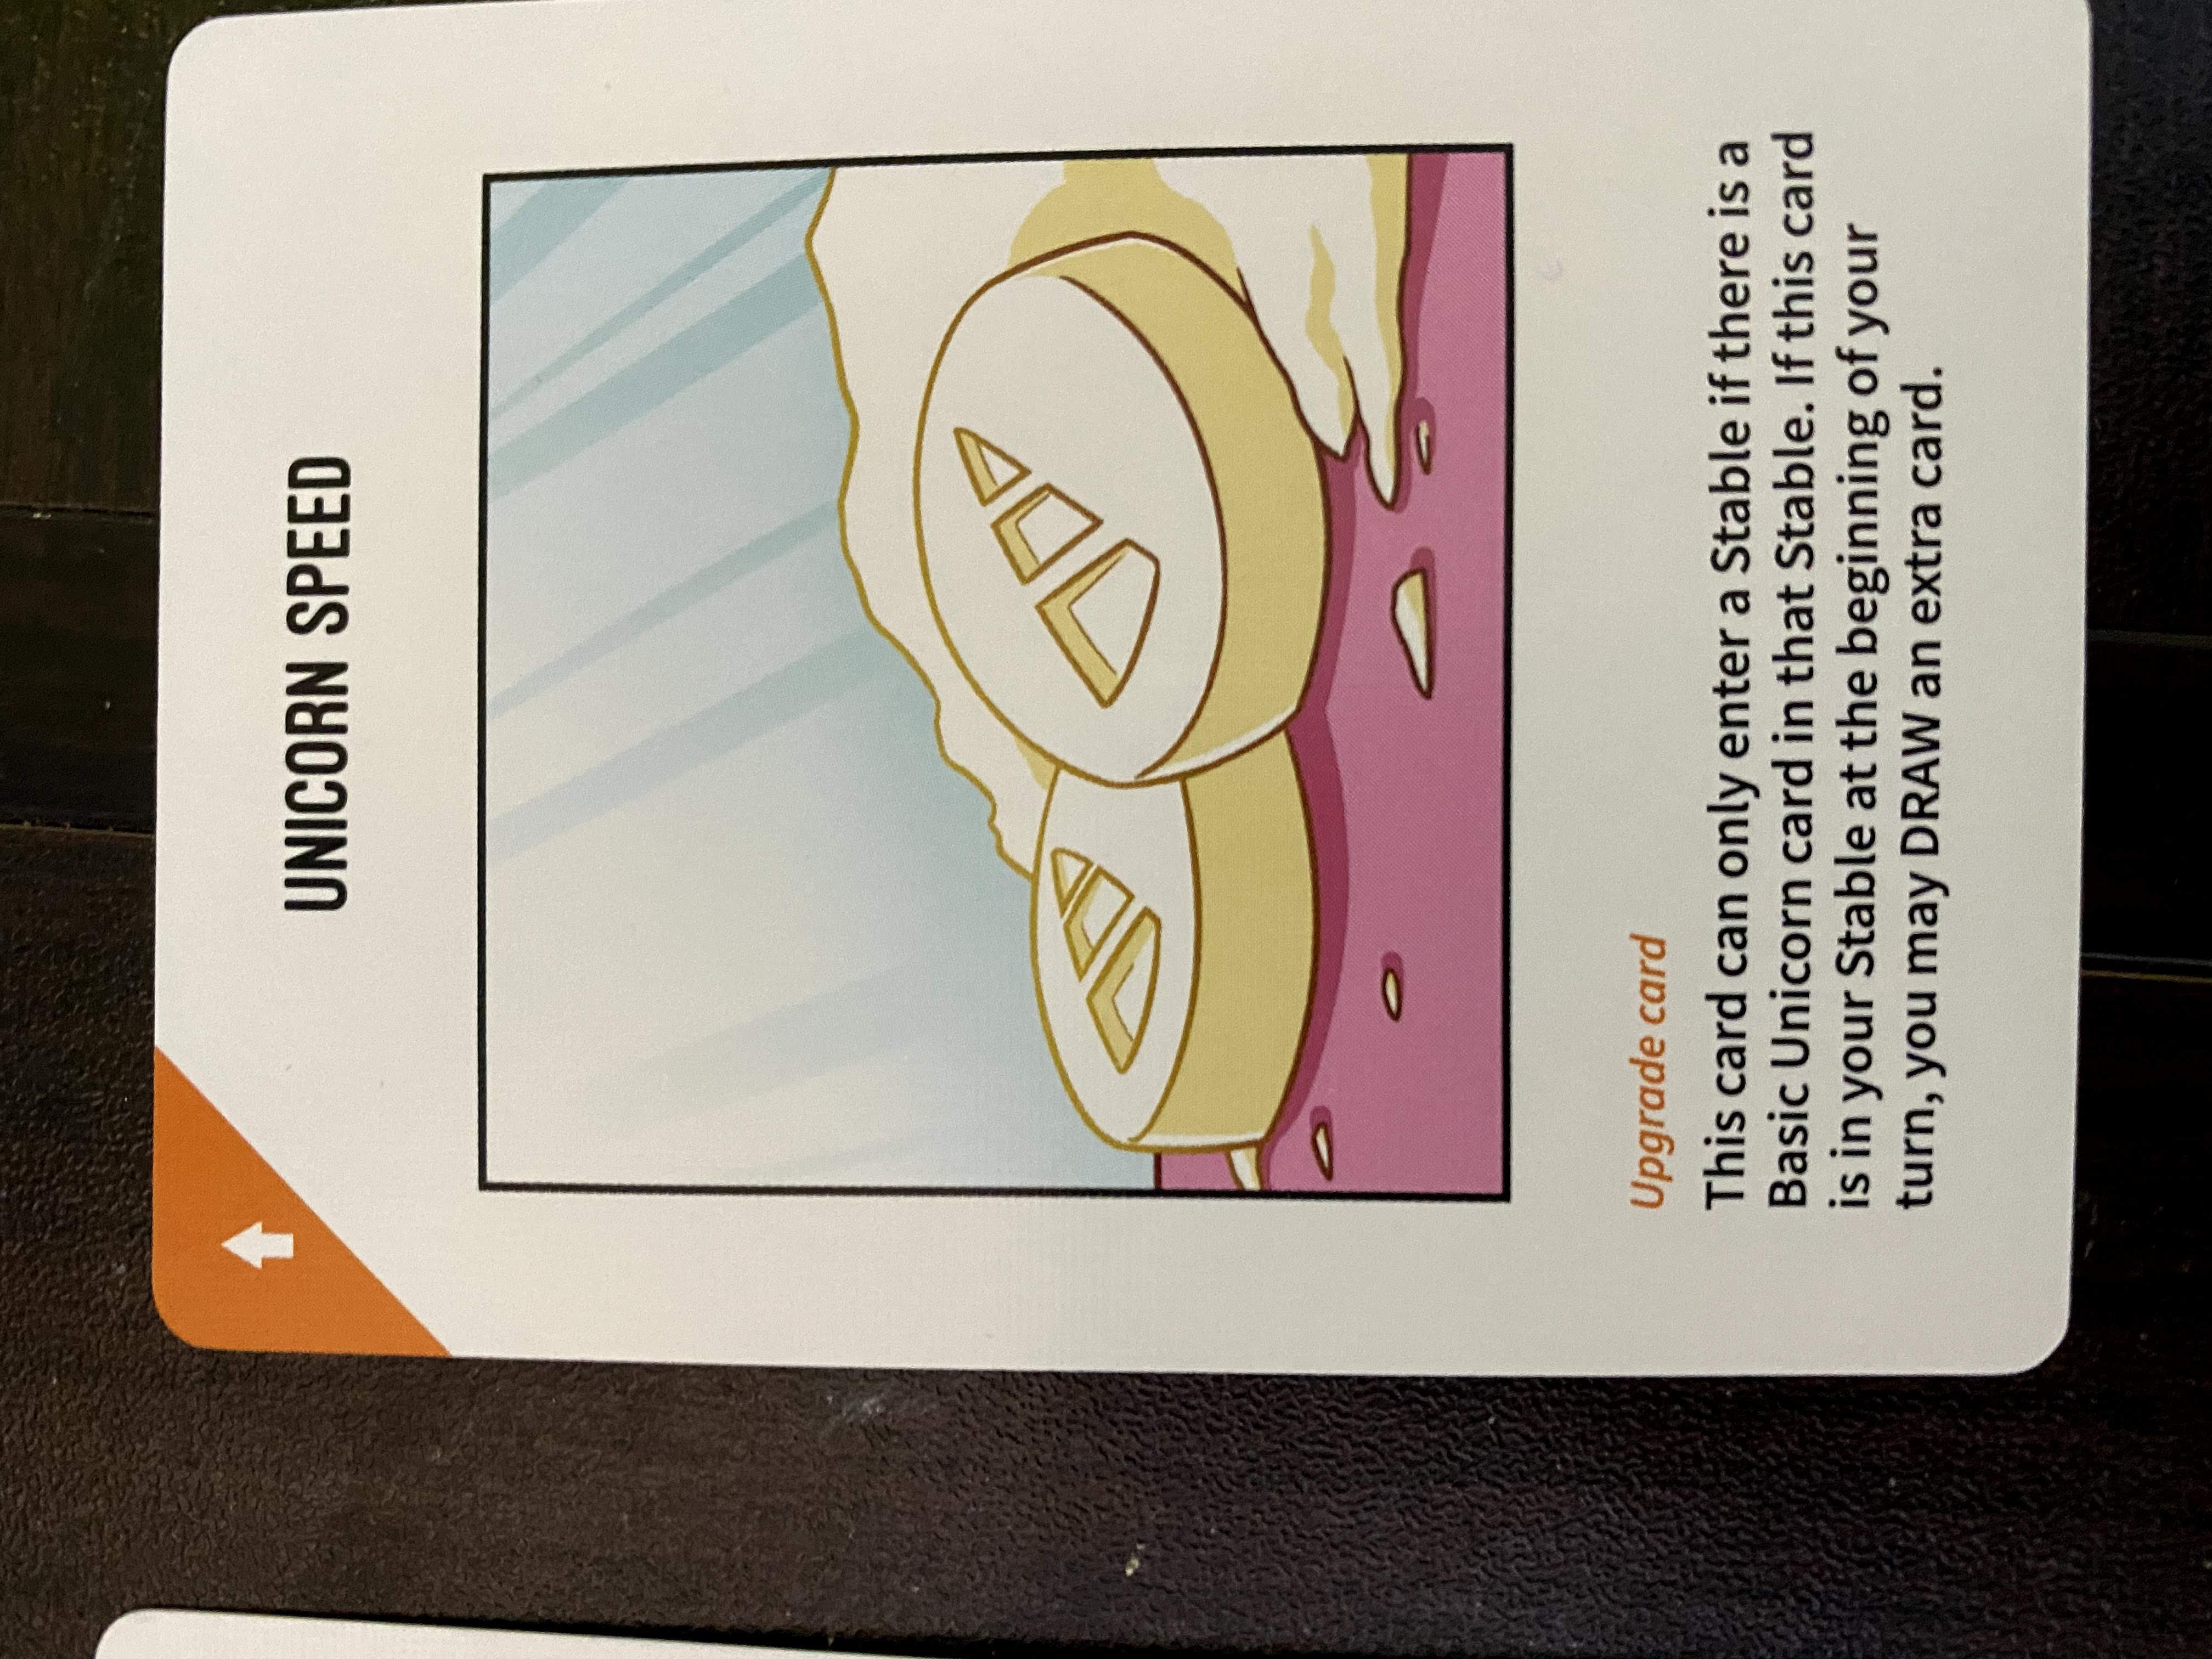 UNICORN SPEED
Upgrade card
This card can only enter a Stable if there is a
Basic Unicorn card in that Stable. If this card
is in your Stable at the beginning of your
turn, you may DRAW an extra card.